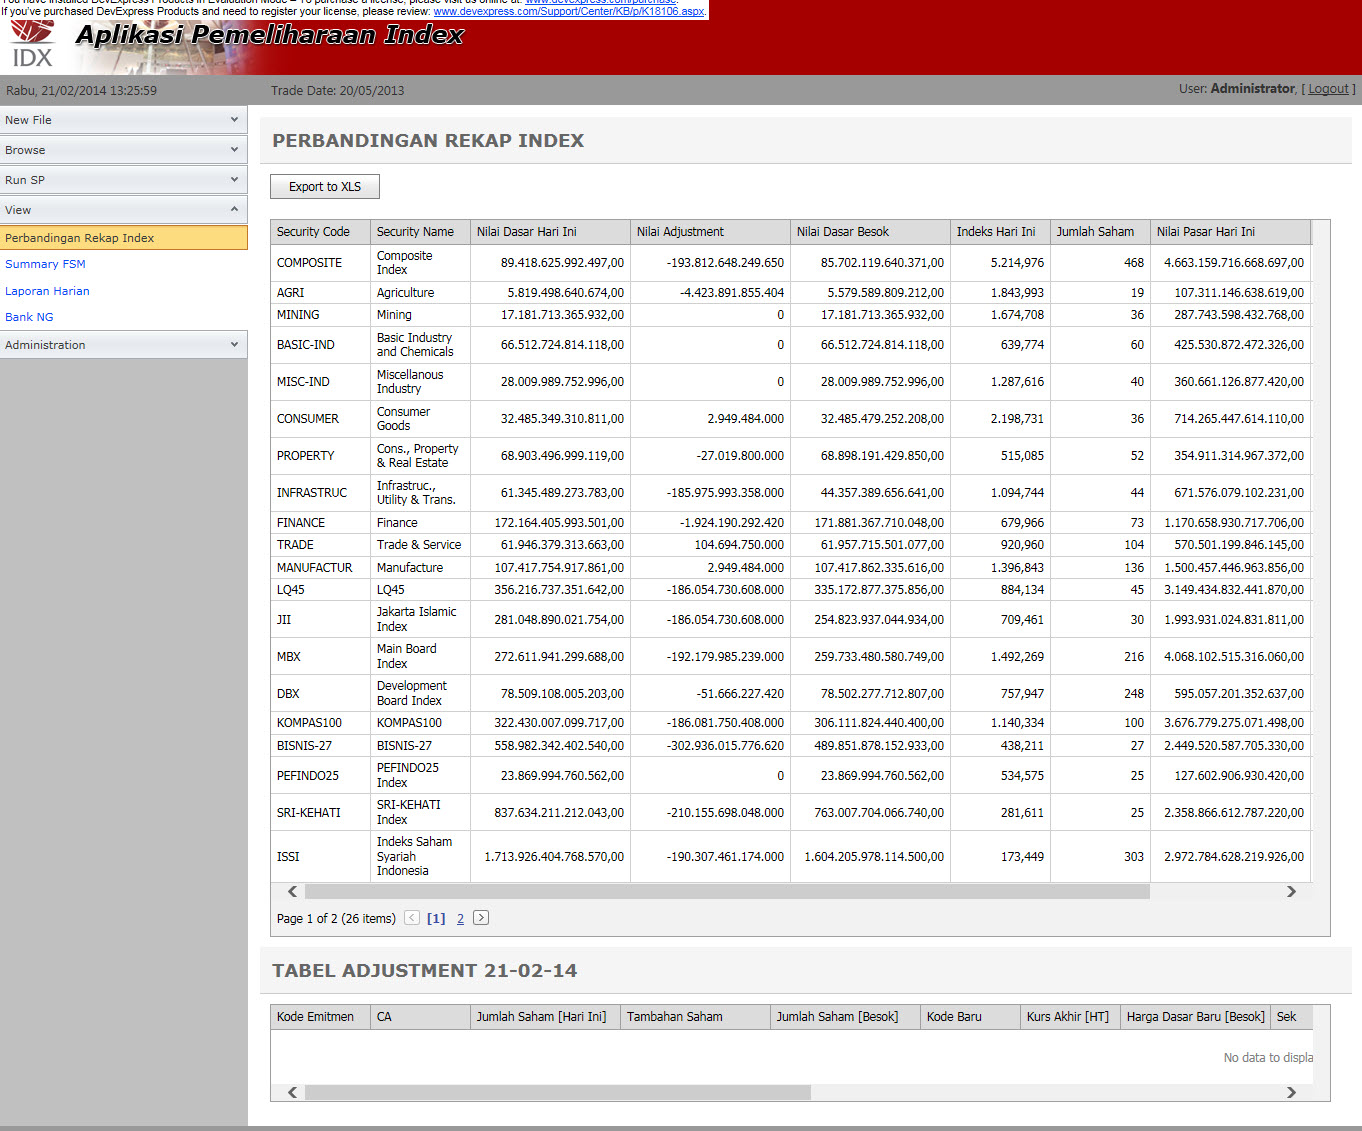 You have installed DevExpress Products in Evaluation Mode – To purchase a license, please visit us online at: www.devexpress.com/purchase.
If you've purchased DevExpress Products and need to register your license, please review: www.devexpress.com/Support/Center/KB/p/K18106.aspx.
IDX
Aplikasi Pemeliharaan Index
Rabu, 21/02/2014 13:25:59 Trade Date: 20/05/2013 User: Administrator, [ Logout ]
New File
Browse
Run SP
View
Perbandingan Rekap Index
Summary FSM
Laporan Harian
Bank NG
Administration
PERBANDINGAN REKAP INDEX
Export to XLS
Security Code Security Name Nilai Dasar Hari Ini Nilai Adjustment Nilai Dasar Besok Indeks Hari Ini Jumlah Saham Nilai Pasar Hari Ini
COMPOSITE Composite Index 89.418.625.992.497,00 -193.812.648.249.650 85.702.119.640.371,00 5.214,976 468 4.663.159.716.668.697,00
AGRI Agriculture 5.819.498.640.674,00 -4.423.891.855.404 5.579.589.809.212,00 1.843,993 19 107.311.146.638.619,00
MINING Mining 17.181.713.365.932,00 0 17.181.713.365.932,00 1.674,708 36 287.743.598.432.768,00
BASIC-IND Basic Industry and Chemicals 66.512.724.814.118,00 0 66.512.724.814.118,00 639,774 60 425.530.872.472.326,00
MISC-IND Miscellanous Industry 28.009.989.752.996,00 0 28.009.989.752.996,00 1.287,616 40 360.661.126.877.420,00
CONSUMER Consumer Goods 32.485.349.310.811,00 2.949.484.000 32.485.479.252.208,00 2.198,731 36 714.265.447.614.110,00
PROPERTY Cons., Property & Real Estate 68.903.496.999.119,00 -27.019.800.000 68.898.191.429.850,00 515,085 52 354.911.314.967.372,00
INFRASTRUC Infrastruc., Utility & Trans. 61.345.489.273.783,00 -185.975.993.358.000 44.357.389.656.641,00 1.094,744 44 671.576.079.102.231,00
FINANCE Finance 172.164.405.993.501,00 -1.924.190.292.420 171.881.367.710.048,00 679,966 73 1.170.658.930.717.706,00
TRADE Trade & Service 61.946.379.313.663,00 104.694.750.000 61.957.715.501.077,00 920,960 104 570.501.199.846.145,00
MANUFACTUR Manufacture 107.417.754.917.861,00 2.949.484.000 107.417.862.335.616,00 1.396,843 136 1.500.457.446.963.856,00
LQ45 LQ45 356.216.737.351.642,00 -186.054.730.608.000 335.172.877.375.856,00 884,134 45 3.149.434.832.441.870,00
JII Jakarta Islamic Index 281.048.890.021.754,00 -186.054.730.608.000 254.823.937.044.934,00 709,461 30 1.993.931.024.831.811,00
MBX Main Board Index 272.611.941.299.688,00 -192.179.985.239.000 259.733.480.580.749,00 1.492,269 216 4.068.102.515.316.060,00
DBX Development Board Index 78.509.108.005.203,00 -51.666.227.420 78.502.277.712.807,00 757,947 248 595.057.201.352.637,00
KOMPAS100 KOMPAS100 322.430.007.099.717,00 -186.081.750.408.000 306.111.824.440.400,00 1.140,334 100 3.676.779.275.071.498,00
BISNIS-27 BISNIS-27 558.982.342.402.540,00 -302.936.015.776.620 489.851.878.152.933,00 438,211 27 2.449.520.587.705.330,00
PEFINDO25 PEFINDO25 Index 23.869.994.760.562,00 0 23.869.994.760.562,00 534,575 25 127.602.906.930.420,00
SRI-KEHATI SRI-KEHATI Index 837.634.211.212.043,00 -210.155.698.048.000 763.007.704.066.740,00 281,611 25 2.358.866.612.787.220,00
ISSI Indeks Saham Syariah Indonesia 1.713.926.404.768.570,00 -190.307.461.174.000 1.604.205.978.114.500,00 173,449 303 2.972.784.628.219.926,00
Page 1 of 2 (26 items) [1] 2
TABEL ADJUSTMENT 21-02-14
Kode Emitmen CA Jumlah Saham [Hari Ini] Tambahan Saham Jumlah Saham [Besok] Kode Baru Kurs Akhir [HT] Harga Dasar Baru [Besok] Sek
No data to displa